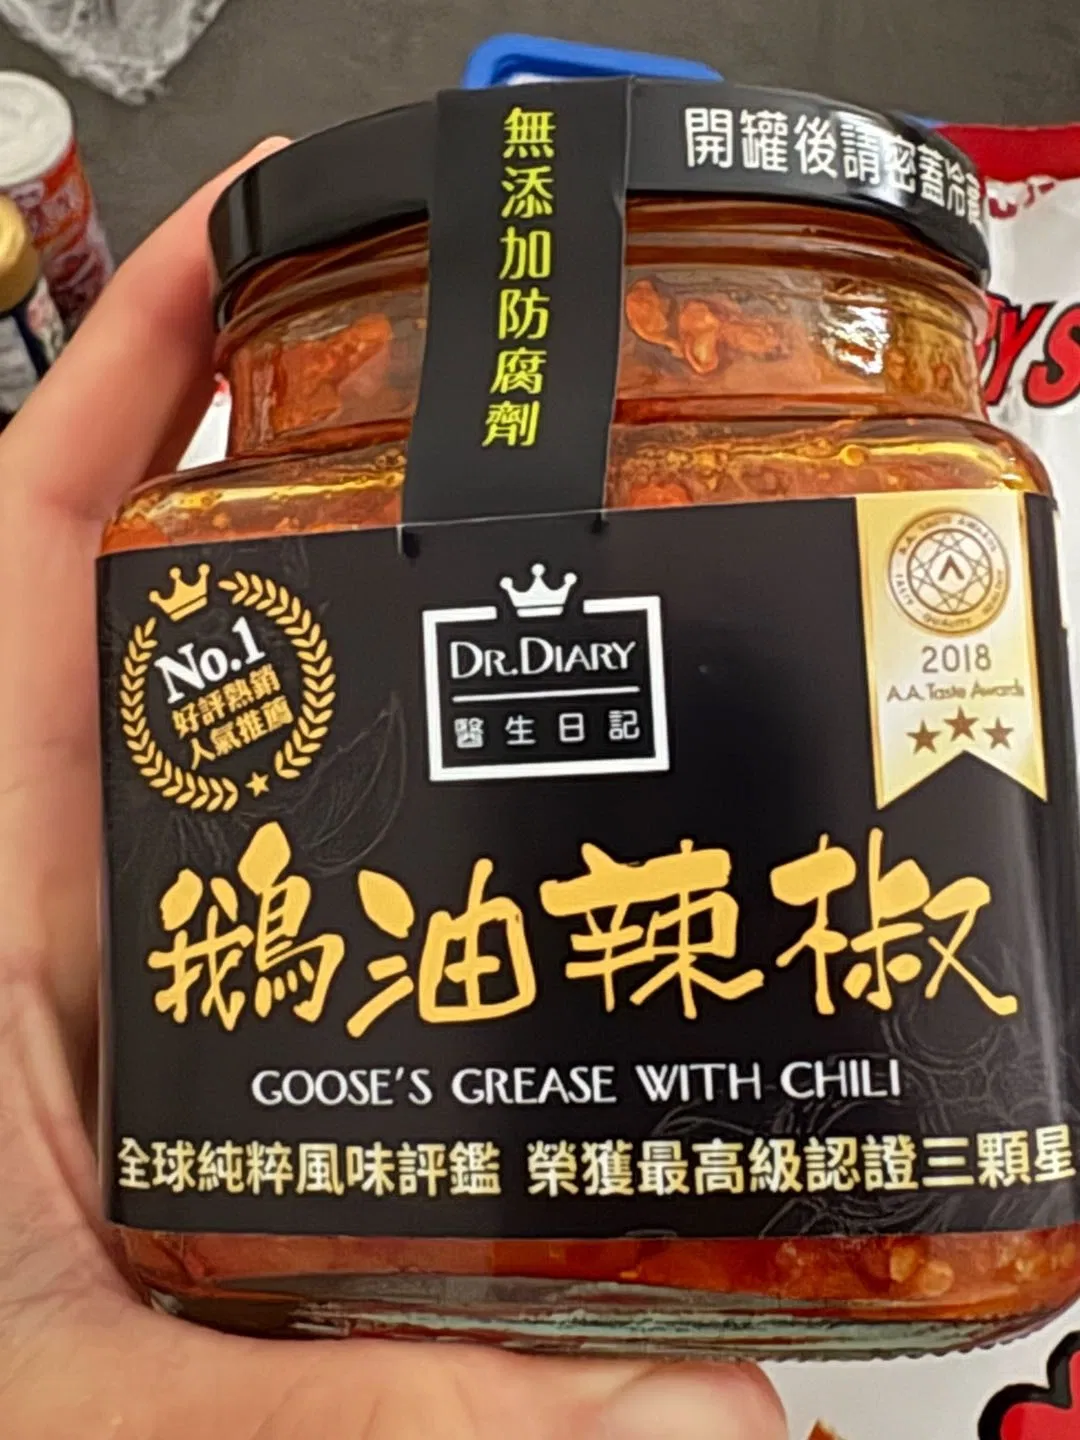 無添加防腐劑
開罐後請密蓋冷藏
No.1
好評熱銷
人氣推薦
DR.DIARY
醫生日記
2018
A.A. Taste Awards
鵝油辣椒
GOOSE'S GREASE WITH CHILI
全球純粹風味評鑑 榮獲最高級認證三顆星